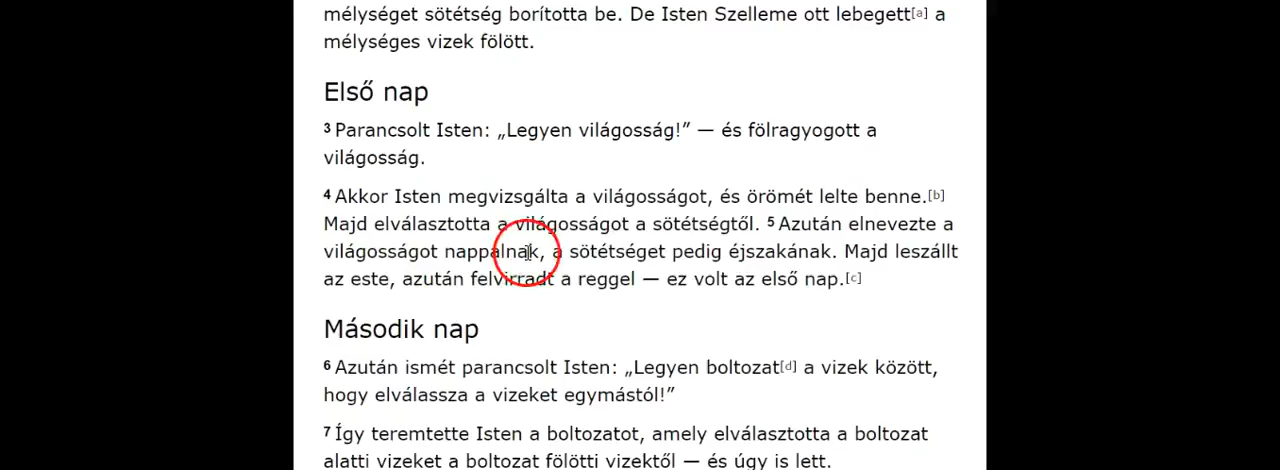 mélységet sötétség borította be. De Isten Szelleme ott lebegett[a] a
mélységes vizek fölött.
Első nap
3 Parancsolt Isten: „Legyen világosság!” — és fölragyogott a
világosság.
4 Akkor Isten megvizsgálta a világosságot, és örömét lelte benne.[b]
Majd elválasztotta a világosságot a sötétségtől. 5 Azután elnevezte a
világosságot nappalnak, a sötétséget pedig éjszakának. Majd leszállt
az este, azután felvirradt a reggel — ez volt az első nap.[c]
Második nap
6 Azután ismét parancsolt Isten: „Legyen boltozat[d] a vizek között,
hogy elválassza a vizeket egymástól!”
7 Így teremtette Isten a boltozatot, amely elválasztotta a boltozat
alatti vizeket a boltozat fölötti vizektől — és úgy is lett.